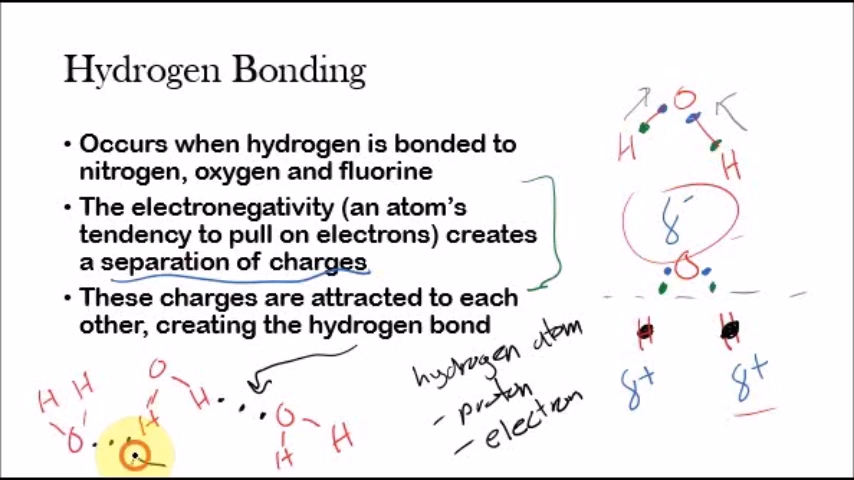 Hydrogen Bonding
• Occurs when hydrogen is bonded to
nitrogen, oxygen and fluorine
• The electronegativity (an atom's
tendency to pull on electrons) creates
a separation of charges
• These charges are attracted to each
other, creating the hydrogen bond
O
H
H
δ-
O
H H
δ+ δ+
hydrogen atom
- proton
- electron
H H
O
O
H
H
O
H
H